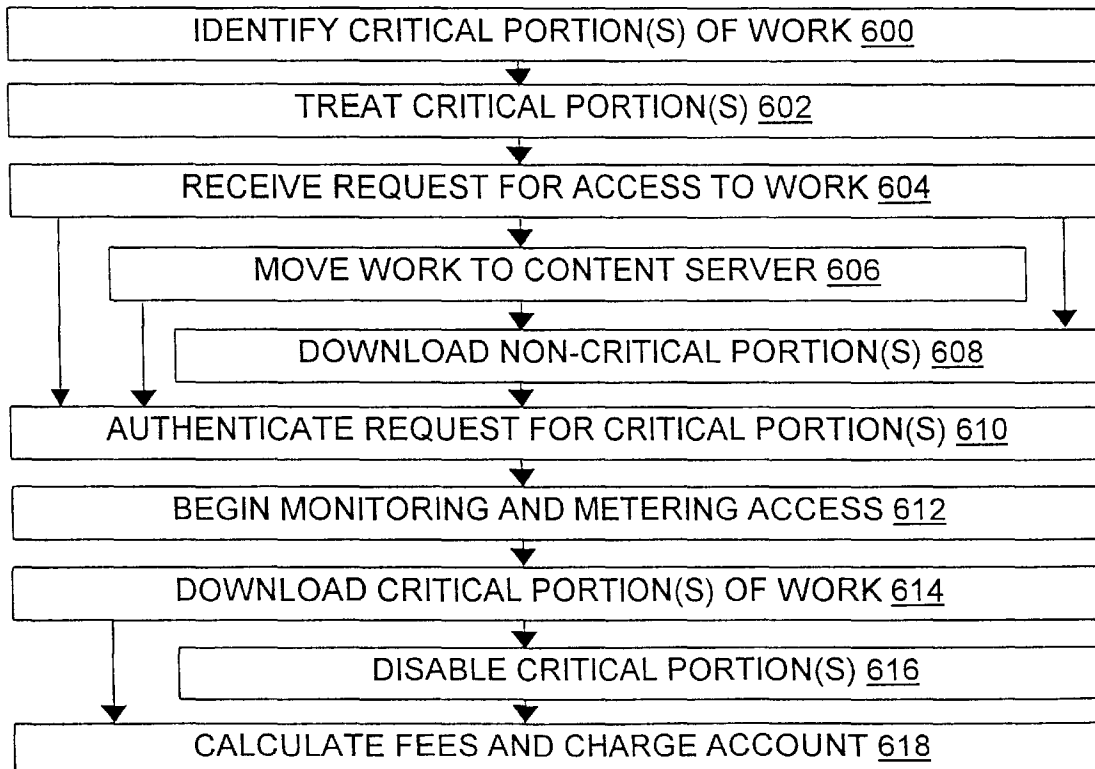 IDENTIFY CRITICAL PORTION(S) OF WORK 600
TREAT CRITICAL PORTION(S) 602
RECEIVE REQUEST FOR ACCESS TO WORK 604
MOVE WORK TO CONTENT SERVER 606
DOWNLOAD NON-CRITICAL PORTION(S) 608
AUTHENTICATE REQUEST FOR CRITICAL PORTION(S) 610
BEGIN MONITORING AND METERING ACCESS 612
DOWNLOAD CRITICAL PORTION(S) OF WORK 614
DISABLE CRITICAL PORTION(S) 616
CALCULATE FEES AND CHARGE ACCOUNT 618